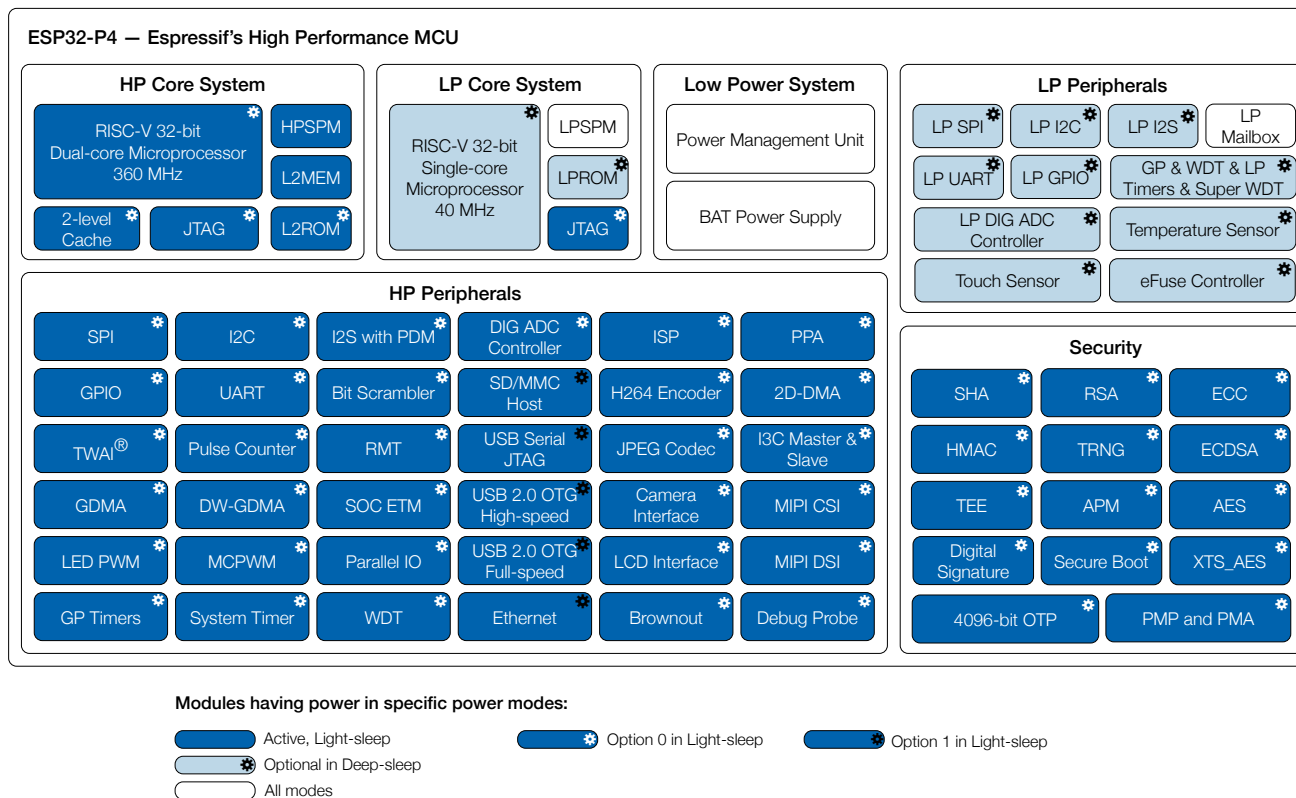 ESP32-P4 — Espressif's High Performance MCU
HP Core System
RISC-V 32-bit
Dual-core Microprocessor
360 MHz
HPSPM
L2MEM
2-level
Cache
JTAG
L2ROM
LP Core System
RISC-V 32-bit
Single-core
Microprocessor
40 MHz
LPSPM
LPROM
JTAG
Low Power System
Power Management Unit
BAT Power Supply
LP Peripherals
LP SPI
LP I2C
LP I2S
LP
Mailbox
LP UART
LP GPIO
GP & WDT & LP
Timers & Super WDT
LP DIG ADC
Controller
Temperature Sensor
Touch Sensor
eFuse Controller
HP Peripherals
SPI
I2C
I2S with PDM
DIG ADC
Controller
ISP
PPA
GPIO
UART
Bit Scrambler
SD/MMC
Host
H264 Encoder
2D-DMA
TWAI®
Pulse Counter
RMT
USB Serial
JTAG
JPEG Codec
I3C Master &
Slave
GDMA
DW-GDMA
SOC ETM
USB 2.0 OTG
High-speed
Camera
Interface
MIPI CSI
LED PWM
MCPWM
Parallel IO
USB 2.0 OTG
Full-speed
LCD Interface
MIPI DSI
GP Timers
System Timer
WDT
Ethernet
Brownout
Debug Probe
Security
SHA
RSA
ECC
HMAC
TRNG
ECDSA
TEE
APM
AES
Digital
Signature
Secure Boot
XTS_AES
4096-bit OTP
PMP and PMA
Modules having power in specific power modes:
Active, Light-sleep
Option 0 in Light-sleep
Option 1 in Light-sleep
Optional in Deep-sleep
All modes